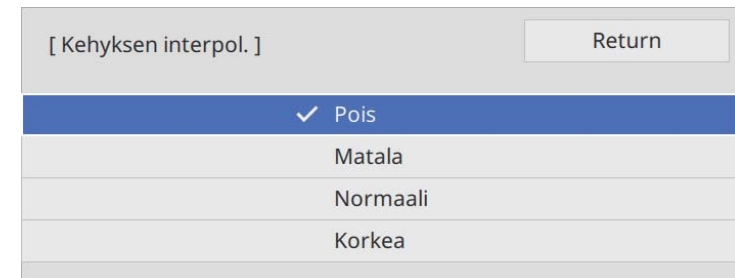 [ Kehyksen interpol. ]
Return
Pois
Matala
Normaali
Korkea